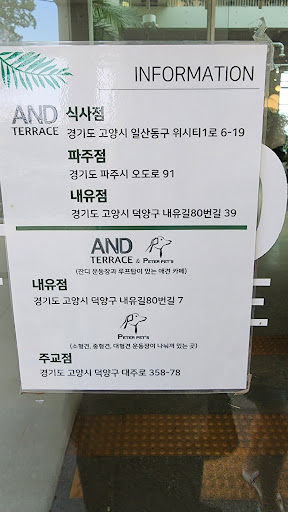 INFORMATION
AND TERRACE 식사점
경기도 고양시 일산동구 위시티1로 6-19
파주점
경기도 파주시 오도로 91
내유점
경기도 고양시 덕양구 내유길80번길 39
AND
TERRACE & PETER PET'S
(잔디 운동장과 루프탑이 있는 애견 카페)
내유점
경기도 고양시 덕양구 내유길80번길 7
PETER PET'S
(소형견, 중형견, 대형견 운동장이 나눠져 있는 곳)
주교점
경기도 고양시 덕양구 대주로 358-78